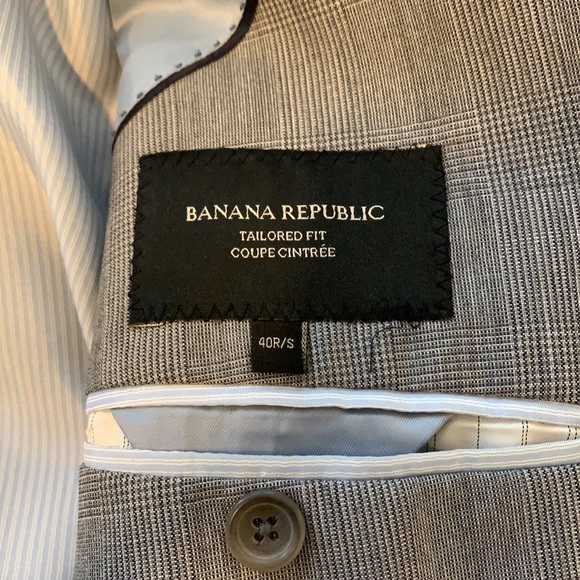 BANANA REPUBLIC
TAILORED FIT
COUPE CINTRÉE
40R/S